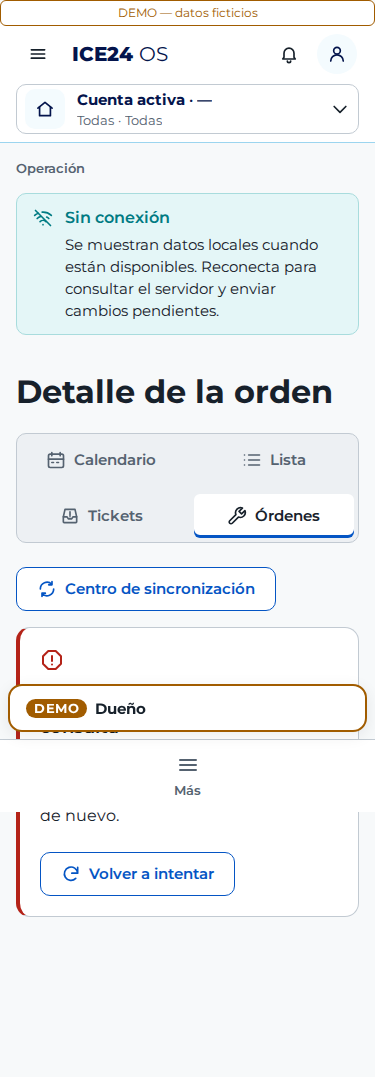 DEMO — datos ficticios
ICE24 OS
Cuenta activa · —
Todas · Todas
Operación
Sin conexión
Se muestran datos locales cuando
están disponibles. Reconecta para
consultar el servidor y enviar
cambios pendientes.
Detalle de la orden
Calendario
Lista
Tickets
Órdenes
Centro de sincronización
DEMO Dueño
Más
de nuevo.
Volver a intentar